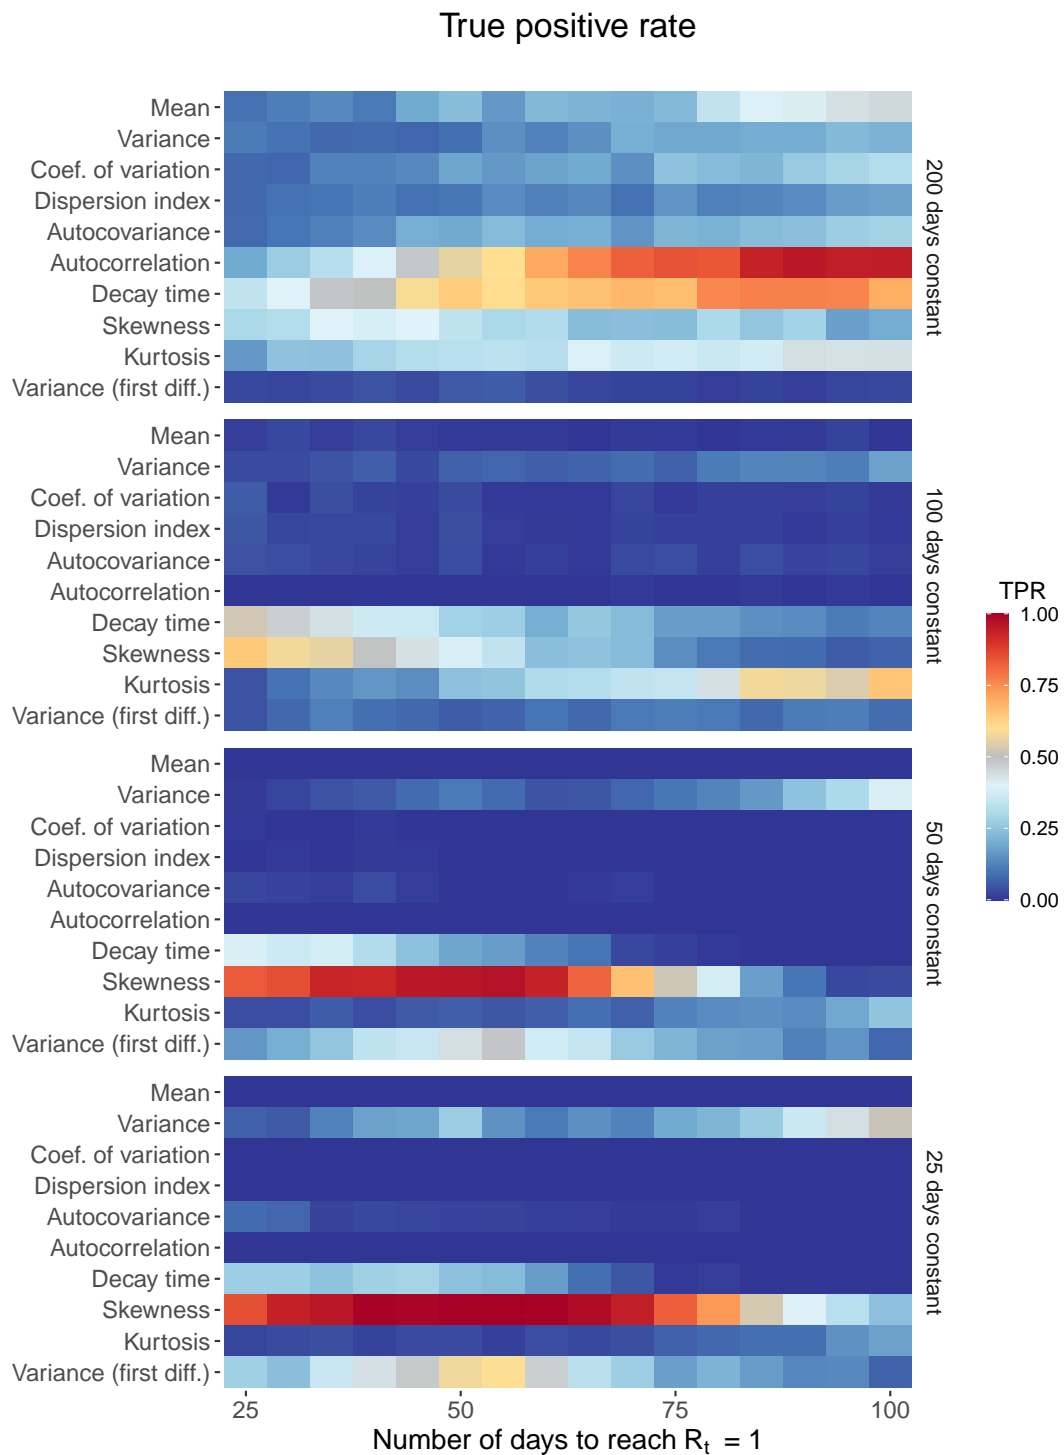 True positive rate
Mean
Variance
Coef. of variation
Dispersion index
Autocovariance
Autocorrelation
Decay time
Skewness
Kurtosis
Variance (first diff.)
200 days constant
Mean
Variance
Coef. of variation
Dispersion index
Autocovariance
Autocorrelation
Decay time
Skewness
Kurtosis
Variance (first diff.)
100 days constant
Mean
Variance
Coef. of variation
Dispersion index
Autocovariance
Autocorrelation
Decay time
Skewness
Kurtosis
Variance (first diff.)
50 days constant
Mean
Variance
Coef. of variation
Dispersion index
Autocovariance
Autocorrelation
Decay time
Skewness
Kurtosis
Variance (first diff.)
25 days constant
25 50 75 100
Number of days to reach Rt = 1
TPR
1.00
0.75
0.50
0.25
0.00